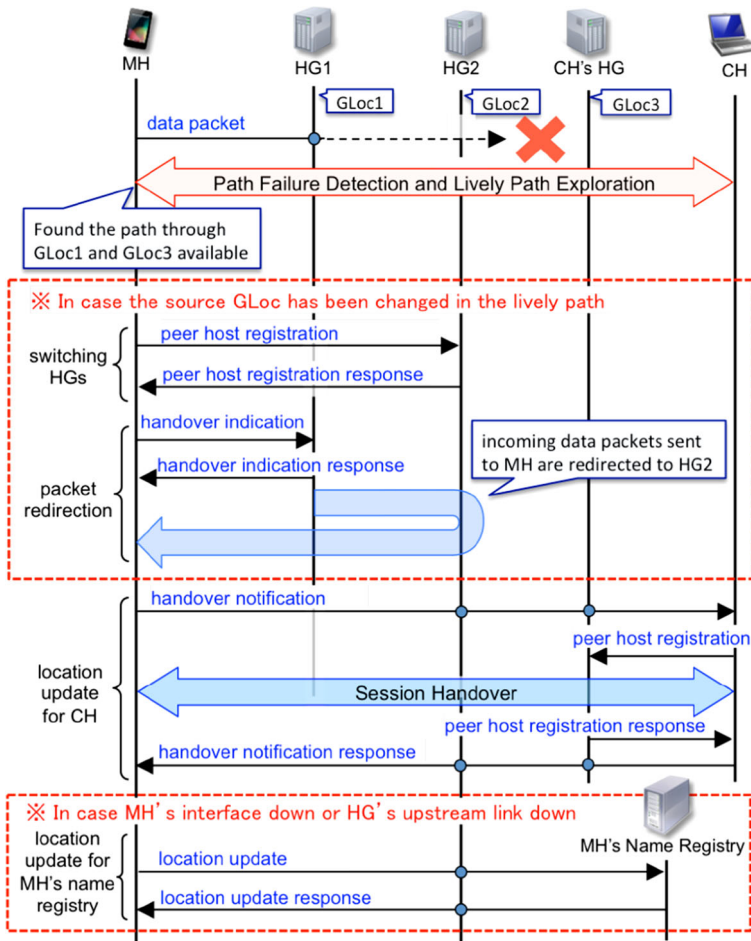 MH
HG1
HG2
CH's HG
CH
GLoc1
GLoc2
GLoc3
data packet
Path Failure Detection and Lively Path Exploration
Found the path through
GLoc1 and GLoc3 available
※ In case the source GLoc has been changed in the lively path
switching
HGs
peer host registration
peer host registration response
packet
redirection
handover indication
handover indication response
incoming data packets sent
to MH are redirected to HG2
location
update
for CH
handover notification
peer host registration
Session Handover
peer host registration response
handover notification response
※ In case MH's interface down or HG's upstream link down
MH's Name Registry
location
update for
MH's name
registry
location update
location update response